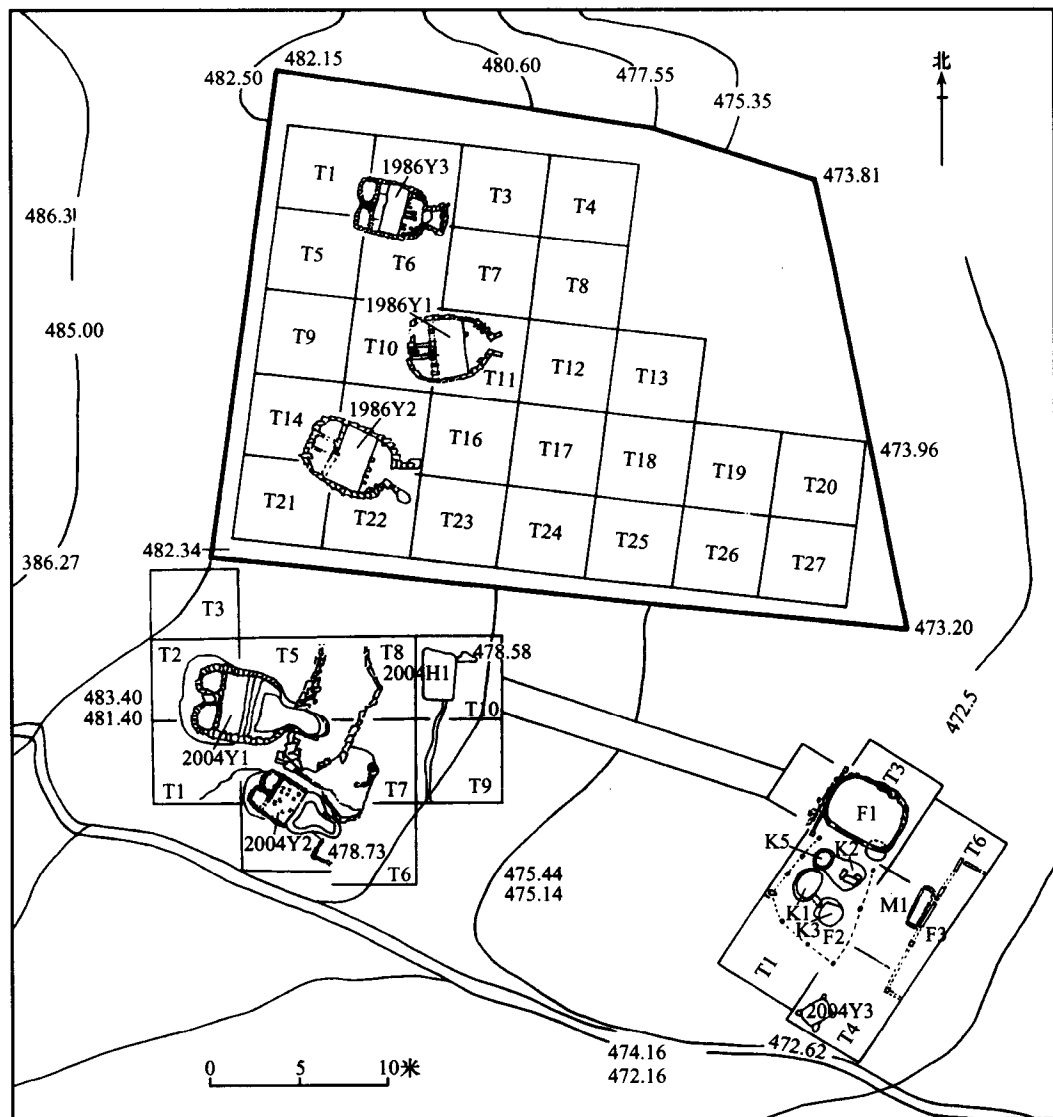 482.15
482.50
480.60
477.55
475.35
北
473.81
486.3
485.00
386.27
T1
1986Y3
T3
T4
T5
T6
T7
T8
1986Y1
T9
T10
T11
T12
T13
T14
1986Y2
T16
T17
T18
T19
T20
473.96
T21
T22
T23
T24
T25
T26
T27
482.34
473.20
T3
T2
T5
T8
478.58
2004H1
483.40
481.40
T10
2004Y1
T1
T7
T9
2004Y2
478.73
T6
472.5
T3
F1
K5
K2
T6
K1
K3
F2
M1
F3
T1
2004Y3
T4
475.44
475.14
474.16
472.16
472.62
0 5 10米